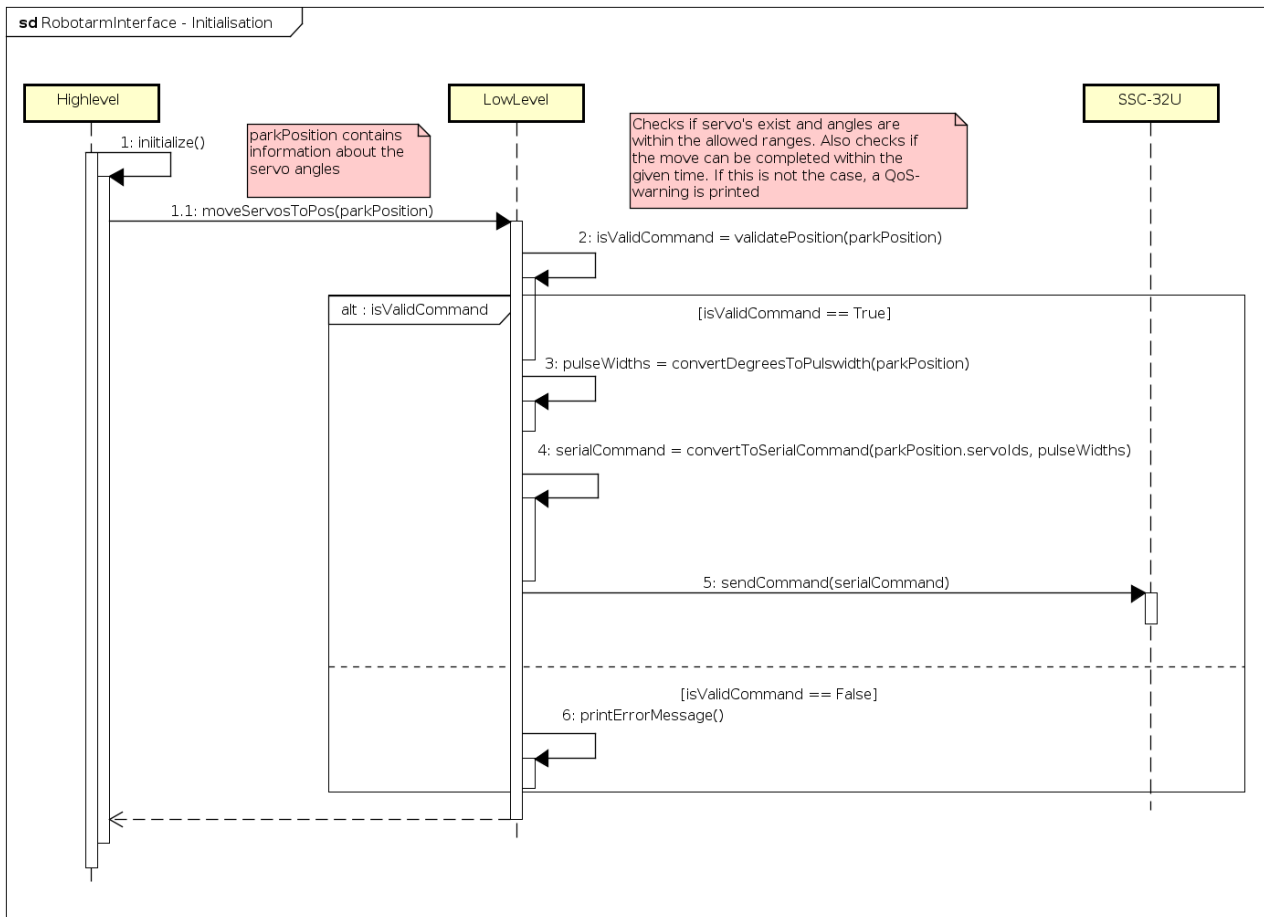 sd RobotarmInterface - Initialisation
Highlevel
LowLevel
SSC-32U
1: iniitialize()
parkPosition contains
information about the
servo angles
Checks if servo's exist and angles are
within the allowed ranges. Also checks if
the move can be completed within the
given time. If this is not the case, a QoS-
warning is printed
1.1: moveServosToPos(parkPosition)
2: isValidCommand = validatePosition(parkPosition)
alt : isValidCommand
[isValidCommand == True]
3: pulseWidths = convertDegreesToPulswidth(parkPosition)
4: serialCommand = convertToSerialCommand(parkPosition.servoIds, pulseWidths)
5: sendCommand(serialCommand)
[isValidCommand == False]
6: printErrorMessage()